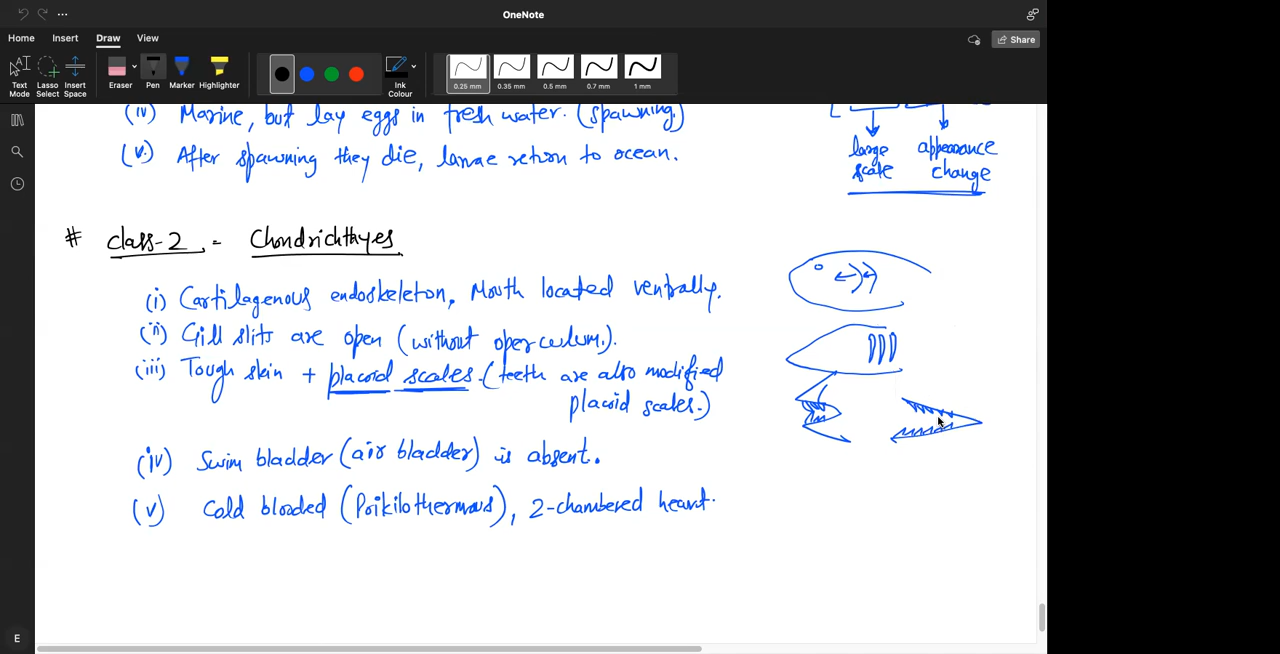 OneNote
Home Insert Draw View
Share
Text Mode
Lasso Select
Insert Space
Eraser
Pen
Marker
Highlighter
Ink Colour
0.25 mm
0.35 mm
0.5 mm
0.7 mm
1 mm
(iv) Marine, but lay eggs in fresh water. (spawning)
(v.) After spawning they die, larvae return to ocean.
large scale
appearance change
# Class-2 - Chondrichthyes
(i) Cartilagenous endoskeleton, Mouth located ventrally.
(ii) Gill slits are open (without operculum.).
(iii) Tough skin + placoid scales. (teeth are also modified
placoid scales.)
(iv) Swim bladder (air bladder) is absent.
(v) Cold blooded (Poikilothermous), 2-chambered heart.
E